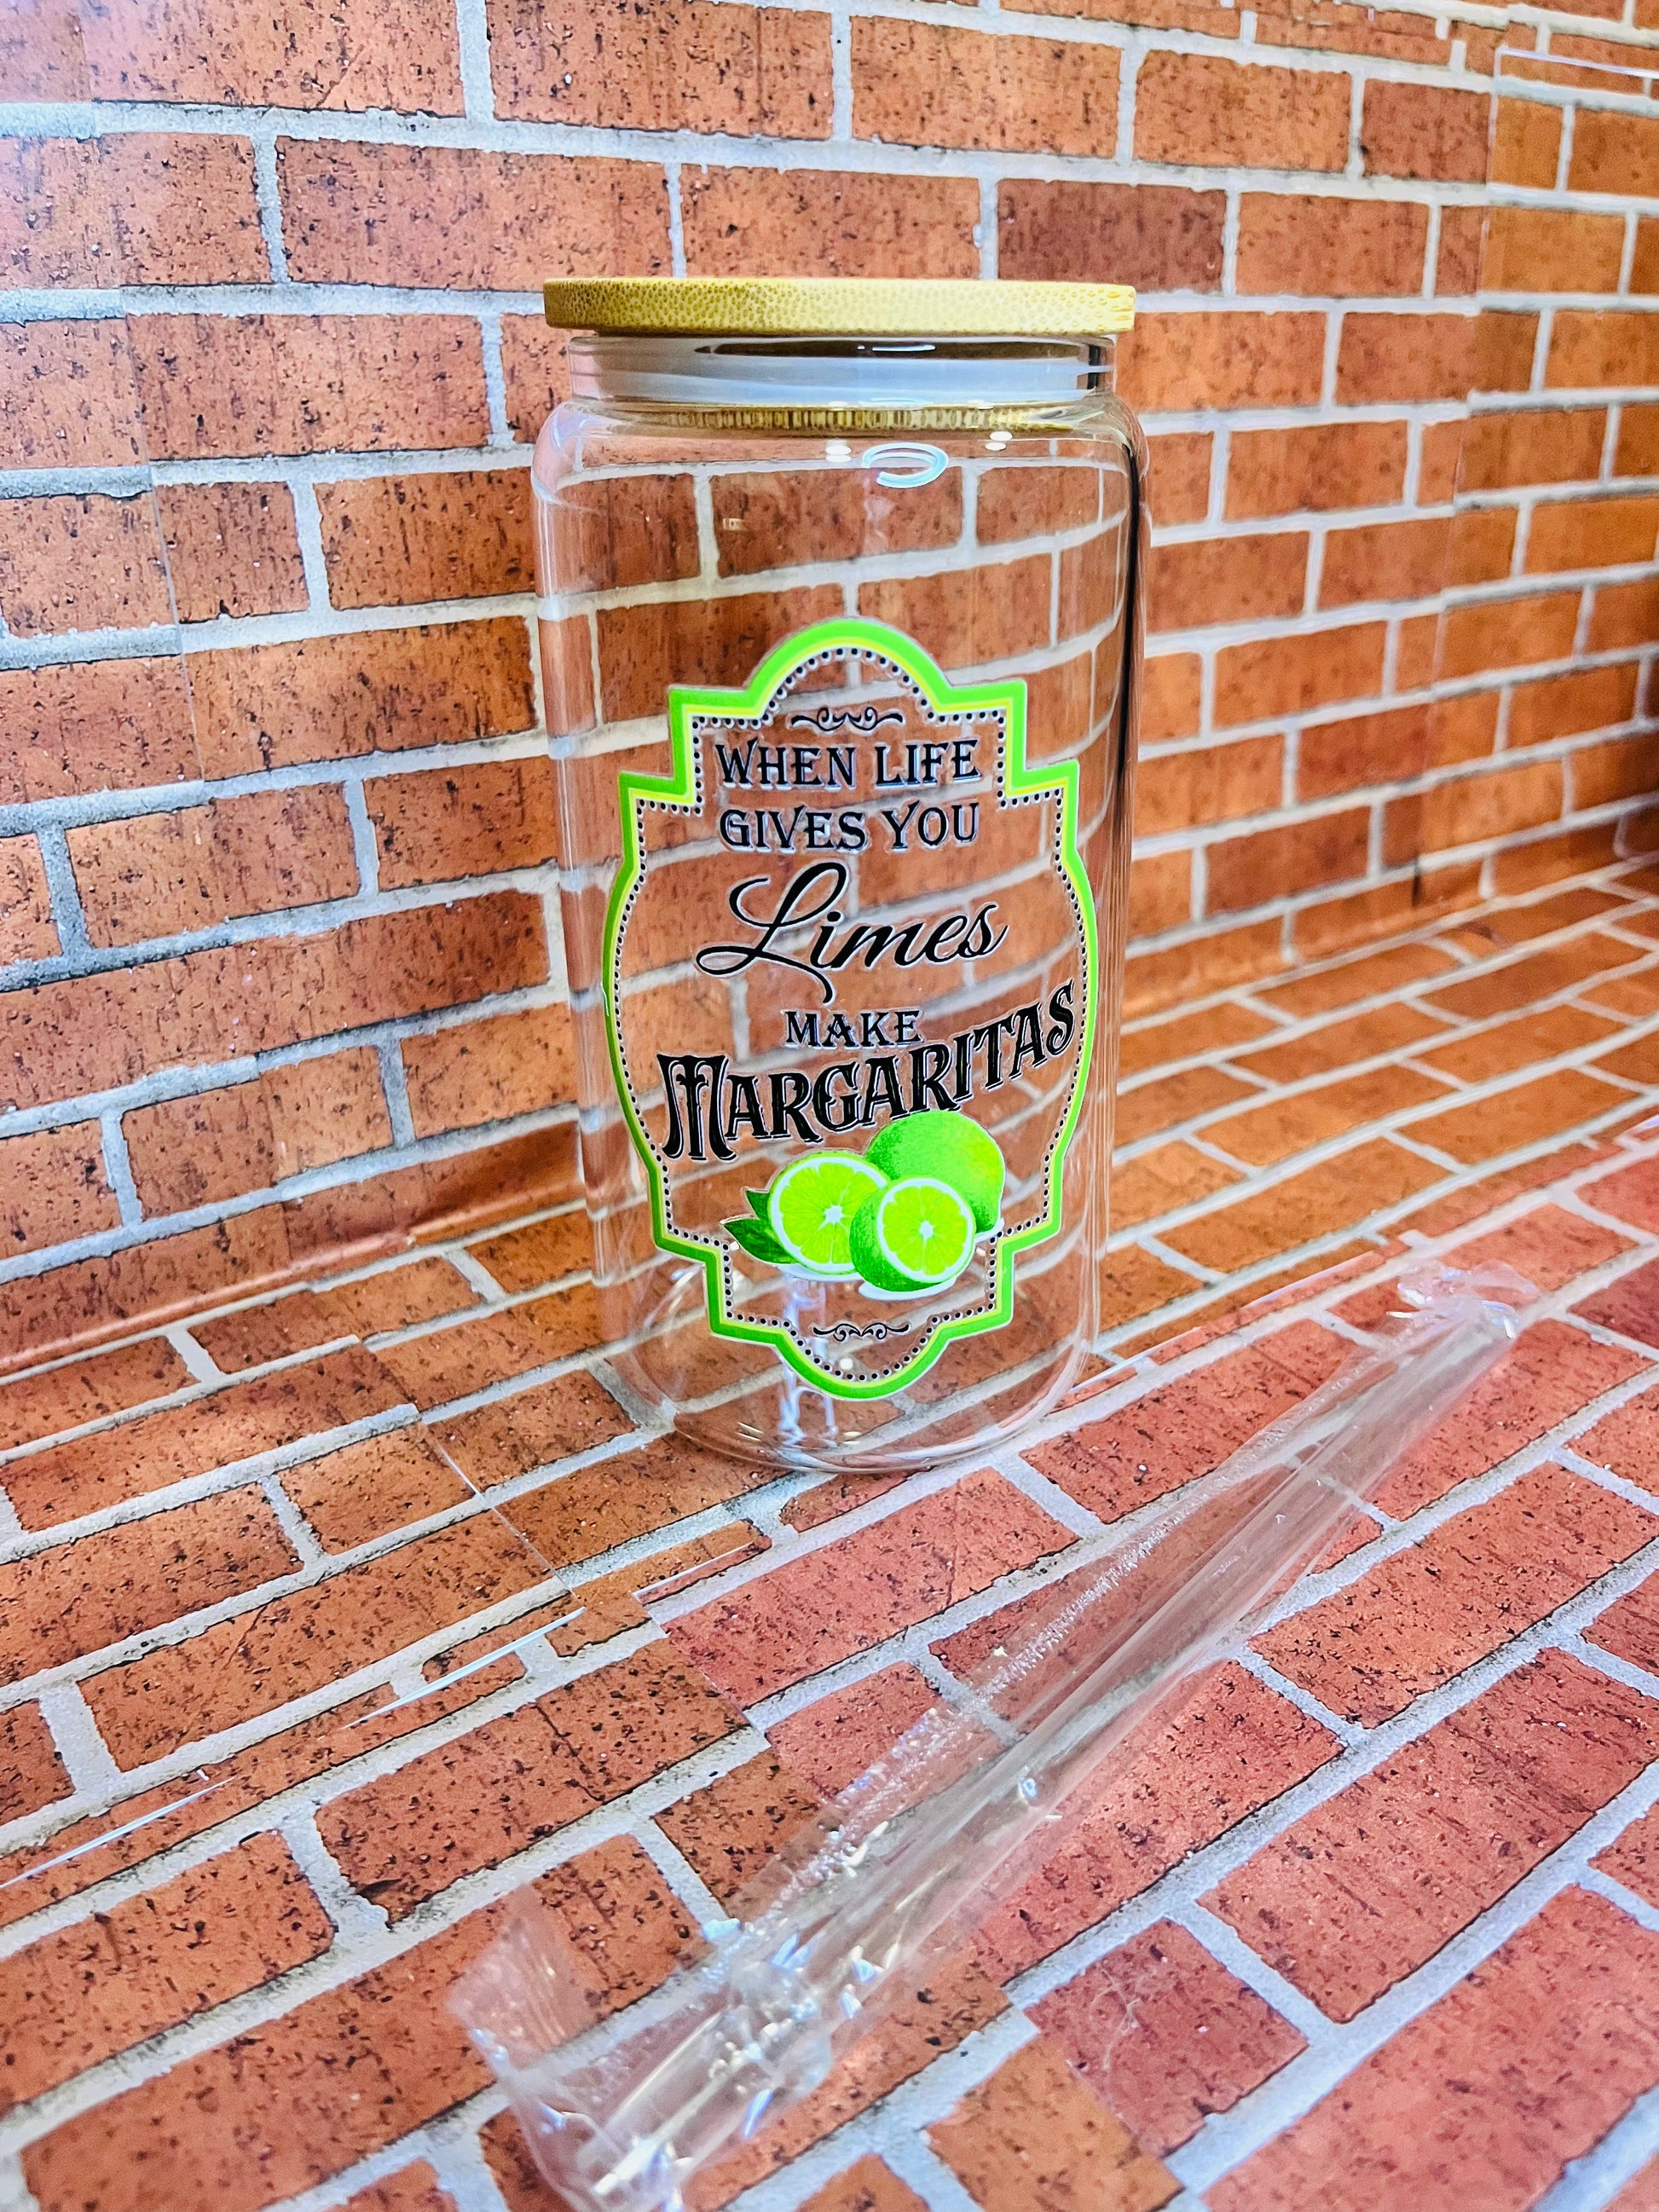 WHEN LIFE
GIVES YOU
Limes
MAKE
MARGARITAS